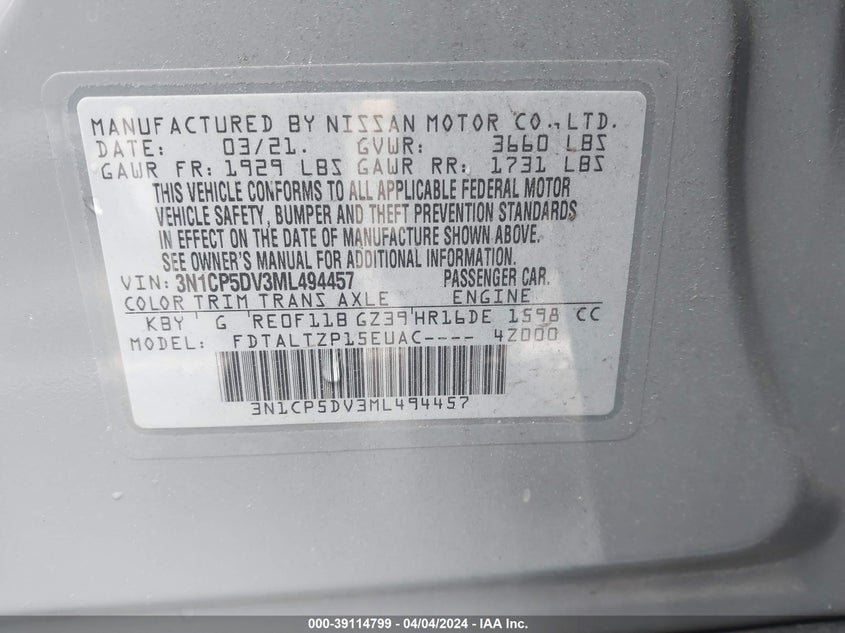 MANUFACTURED BY NISSAN MOTOR CO.,LTD.
DATE: 03/21. GVWR: 3660 LBS
GAWR FR: 1929 LBS GAWR RR: 1731 LBS
THIS VEHICLE CONFORMS TO ALL APPLICABLE FEDERAL MOTOR
VEHICLE SAFETY, BUMPER AND THEFT PREVENTION STANDARDS
IN EFFECT ON THE DATE OF MANUFACTURE SHOWN ABOVE.
SEE OWNER'S MANUAL FOR ADDITIONAL INFORMATION.
VIN: 3N1CP5DV3ML494457 PASSENGER CAR.
COLOR TRIM TRANS AXLE ENGINE
KBY G RE0F11B GZ39 HR16DE 1598 CC
MODEL: FDTALTZP15EUAC---- 4Z000
3N1CP5DV3ML494457
000-39114799 - 04/04/2024 - IAA Inc.